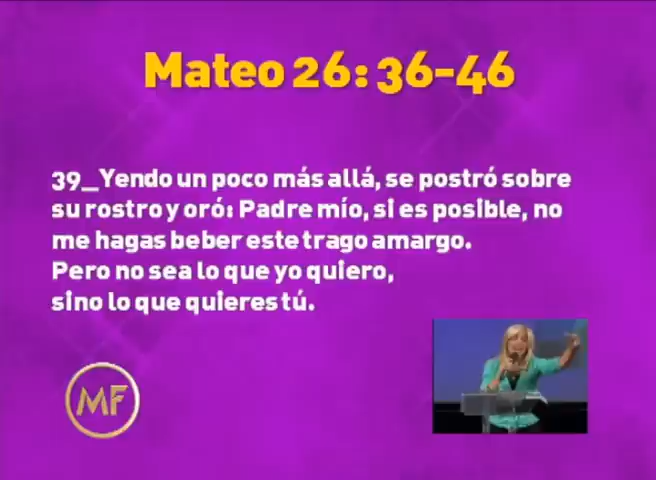 Mateo 26: 36-46
39_Yendo un poco más allá, se postró sobre
su rostro y oró: Padre mío, si es posible, no
me hagas beber este trago amargo.
Pero no sea lo que yo quiero,
sino lo que quieres tú.
MF